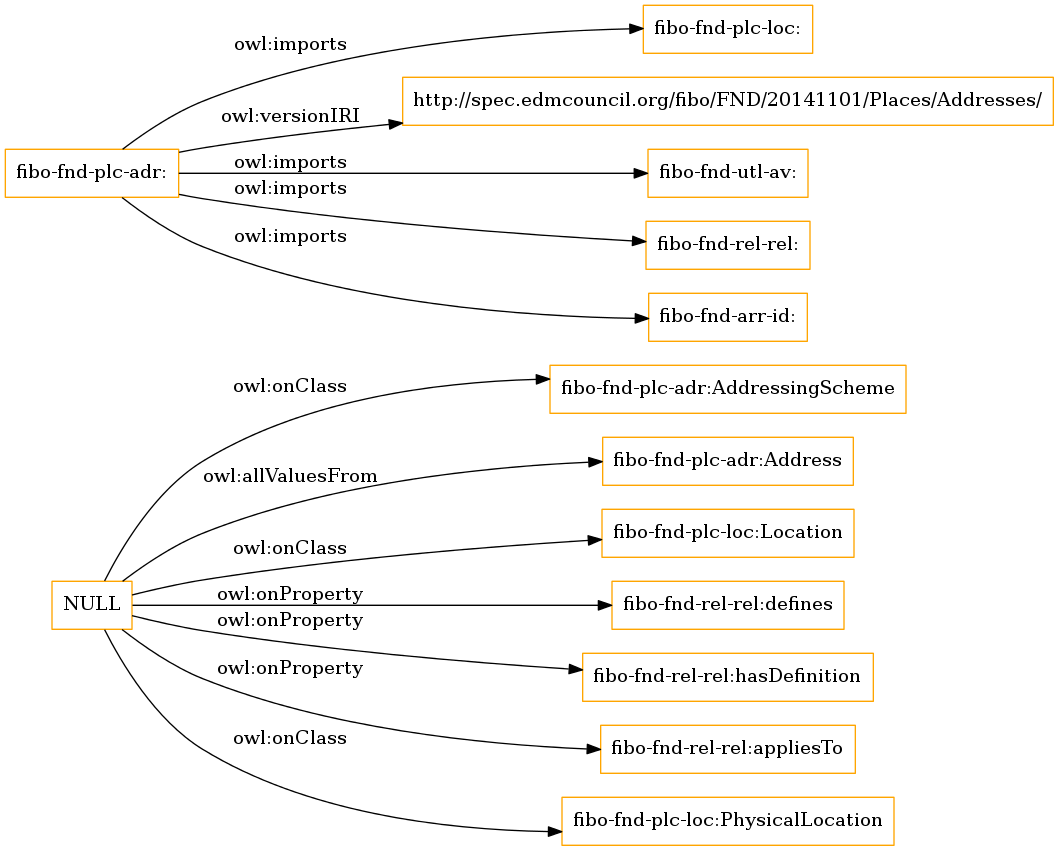 fibo-fnd-plc-loc:
owl:imports
http://spec.edmcouncil.org/fibo/FND/20141101/Places/Addresses/
owl:versionIRI
fibo-fnd-plc-adr:
owl:imports
fibo-fnd-utl-av:
owl:imports
fibo-fnd-rel-rel:
owl:imports
fibo-fnd-arr-id:
owl:onClass
fibo-fnd-plc-adr:AddressingScheme
owl:allValuesFrom
fibo-fnd-plc-adr:Address
owl:onClass
fibo-fnd-plc-loc:Location
NULL
owl:onProperty
fibo-fnd-rel-rel:defines
owl:onProperty
fibo-fnd-rel-rel:hasDefinition
owl:onProperty
fibo-fnd-rel-rel:appliesTo
owl:onClass
fibo-fnd-plc-loc:PhysicalLocation